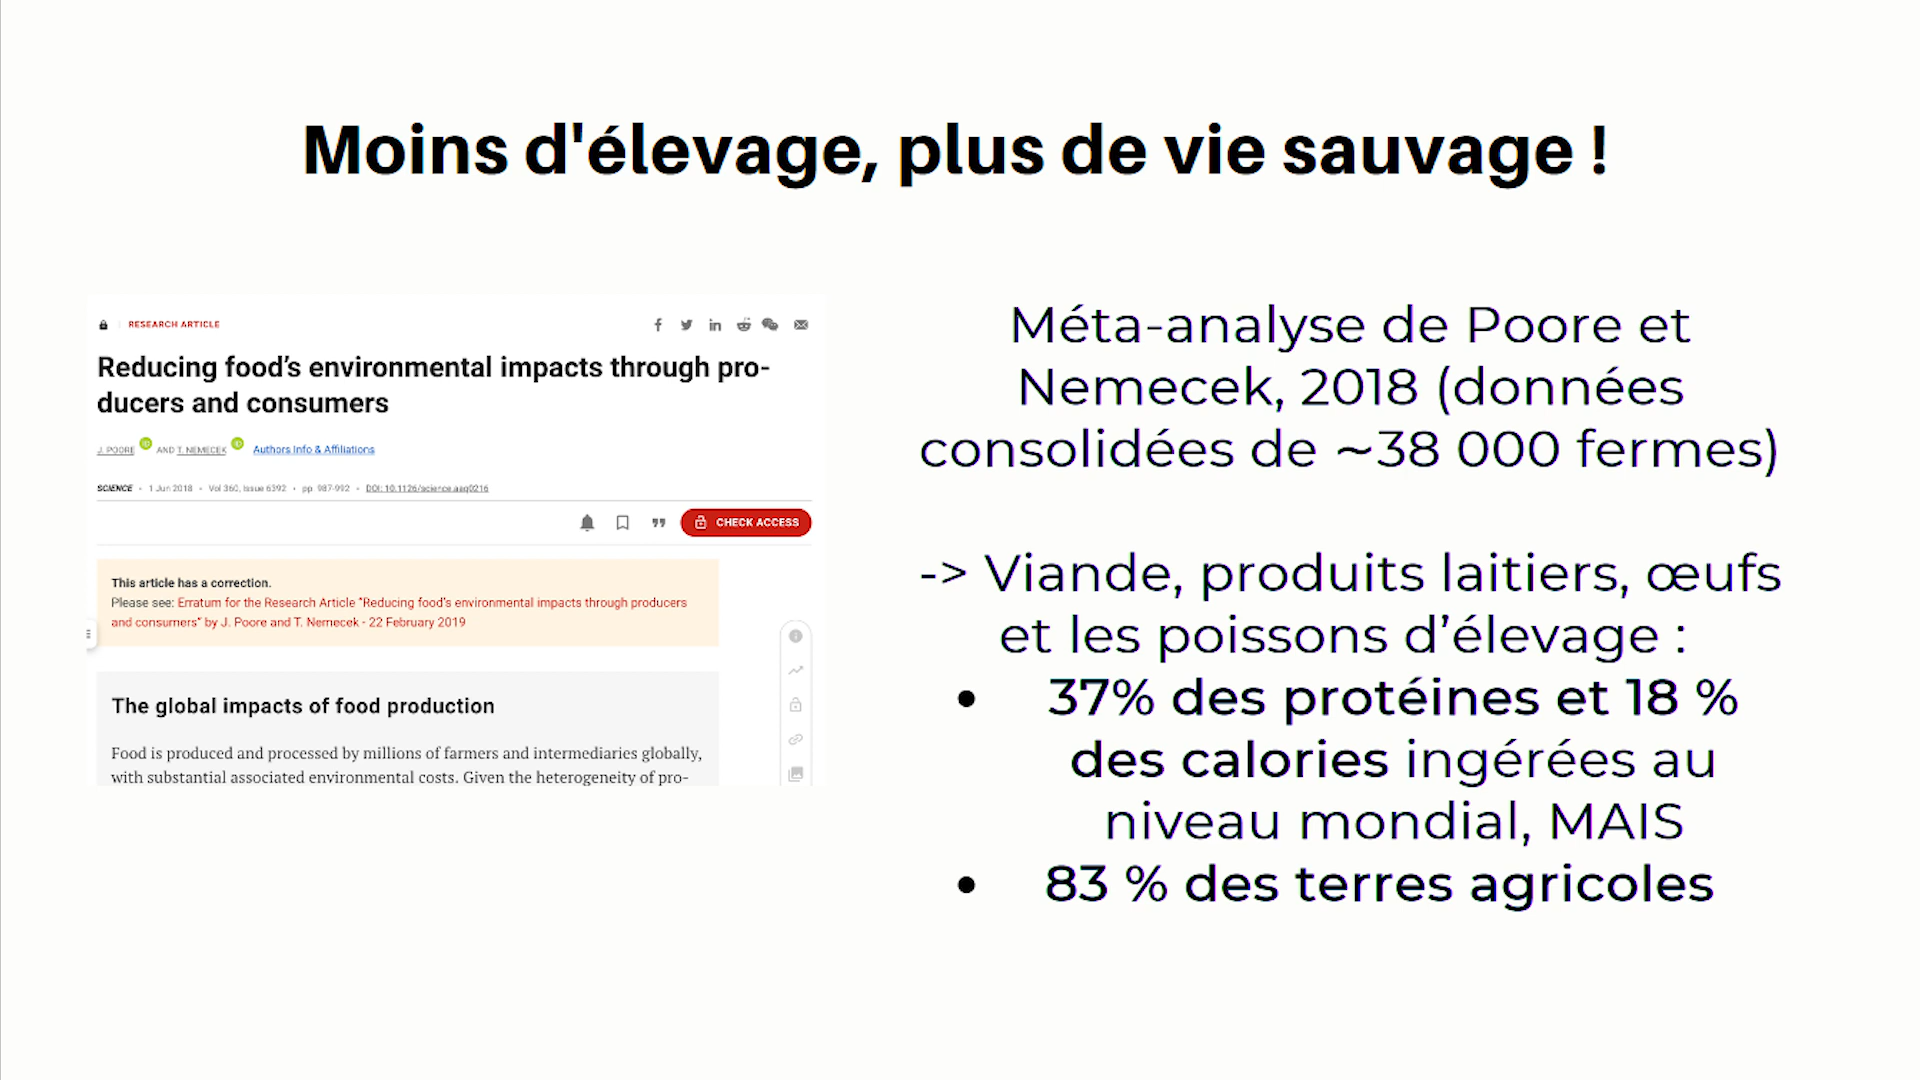 Moins d'élevage, plus de vie sauvage !
RESEARCH ARTICLE
Reducing food’s environmental impacts through pro-
ducers and consumers
J. POORE AND T. NEMECEK Authors Info & Affiliations
SCIENCE • 1 Jun 2018 • Vol 360, Issue 6392 • pp. 987-992 • DOI: 10.1126/science.aaq0216
CHECK ACCESS
This article has a correction.
Please see: Erratum for the Research Article “Reducing food’s environmental impacts through producers
and consumers” by J. Poore and T. Nemecek - 22 February 2019
The global impacts of food production
Food is produced and processed by millions of farmers and intermediaries globally,
with substantial associated environmental costs. Given the heterogeneity of pro-
Méta-analyse de Poore et
Nemecek, 2018 (données
consolidées de ~38 000 fermes)
-> Viande, produits laitiers, œufs
et les poissons d’élevage :
• 37% des protéines et 18 %
des calories ingérées au
niveau mondial, MAIS
• 83 % des terres agricoles